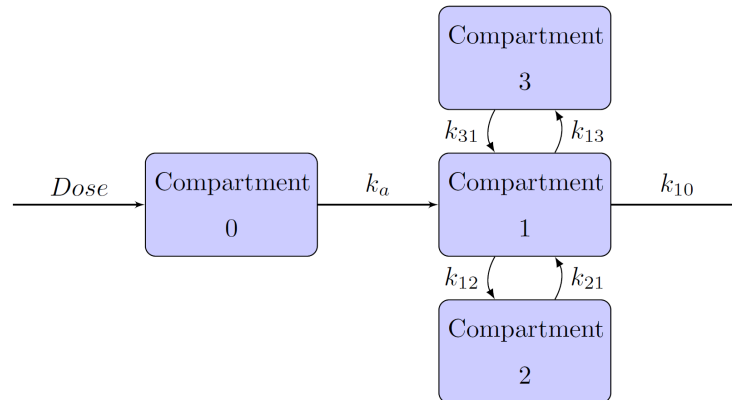 Compartment
3
k31
k13
Dose
Compartment
0
ka
Compartment
1
k10
k12
k21
Compartment
2